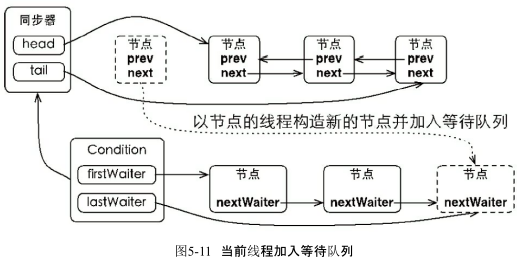 同步器
head
tail
节点
prev
next
节点
prev
next
节点
prev
next
节点
prev
next
以节点的线程构造新的节点并加入等待队列
Condition
firstWaiter
lastWaiter
节点
nextWaiter
节点
nextWaiter
节点
nextWaiter
图5-11 当前线程加入等待队列